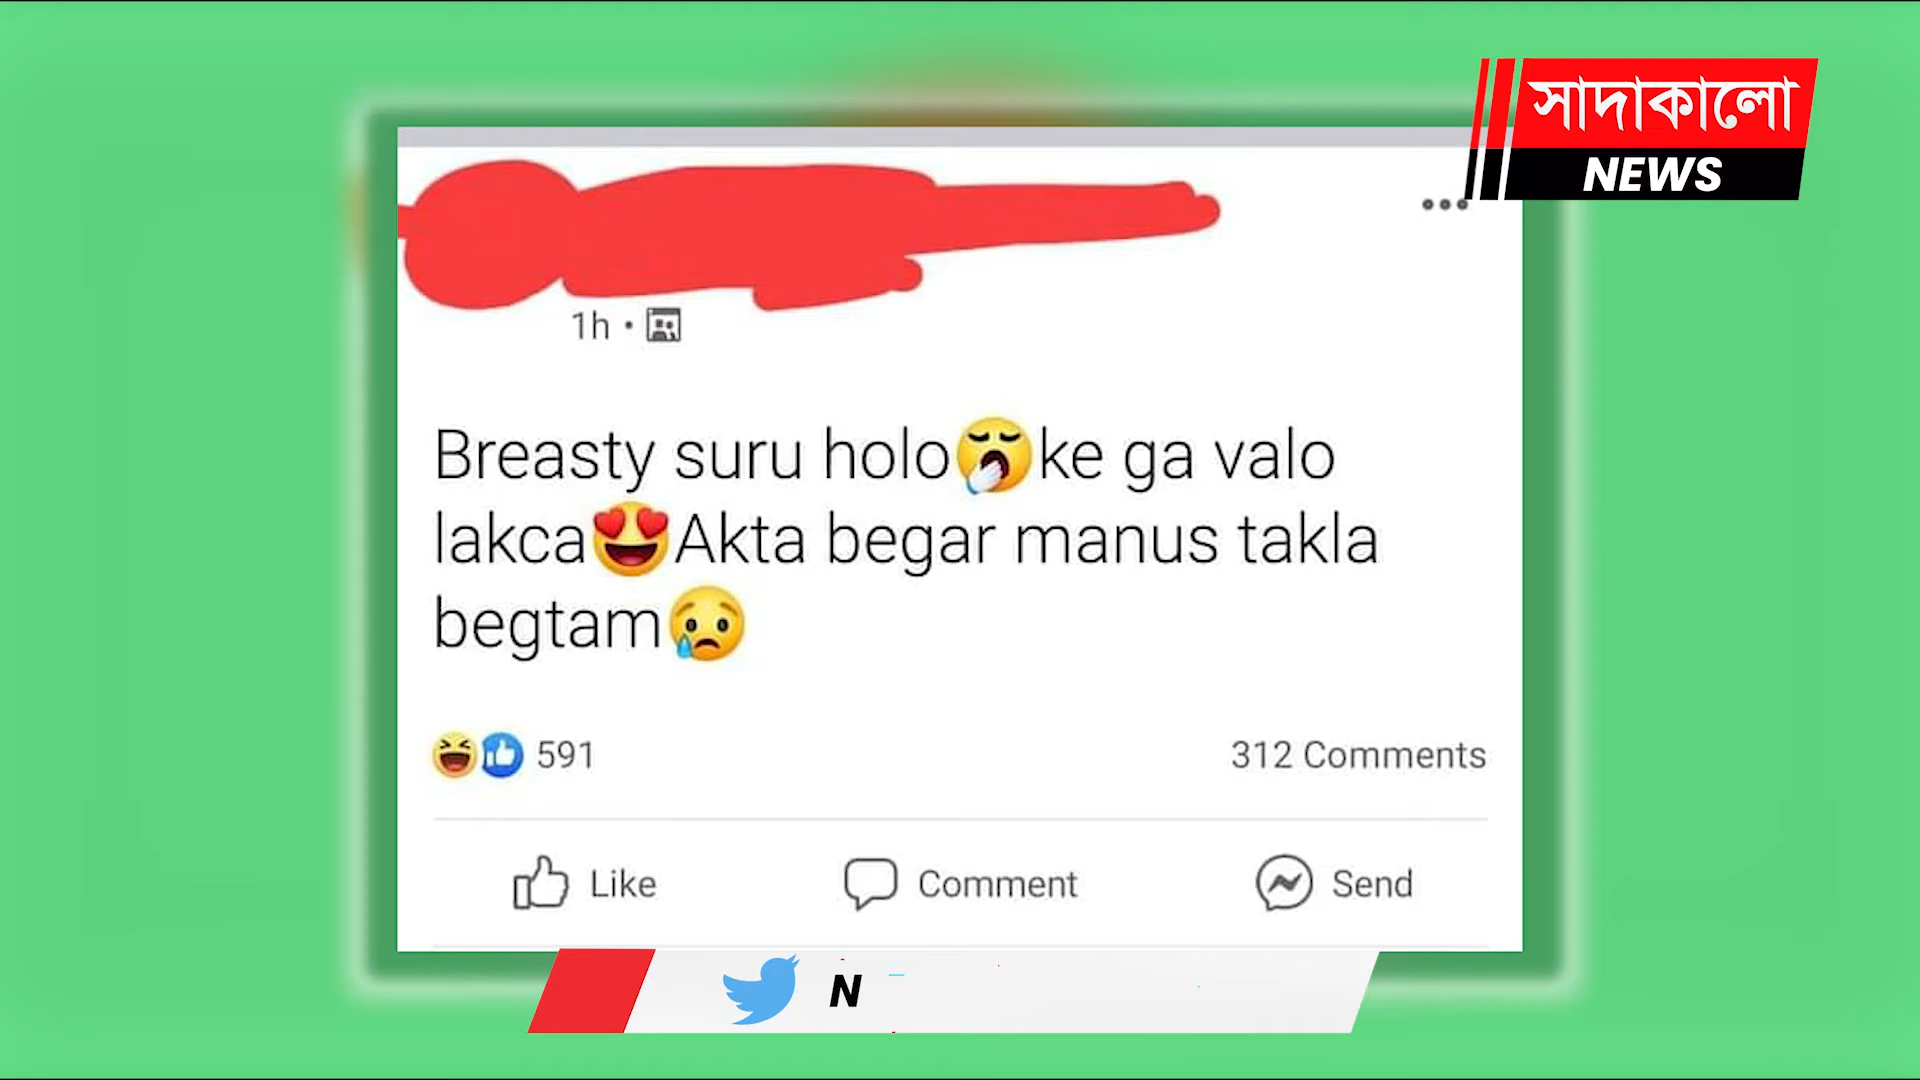 সাদাকালো
NEWS
1h
Breasty suru holo🥱ke ga valo
lakca😍Akta begar manus takla
begtam😢
591
312 Comments
Like
Comment
Send
N